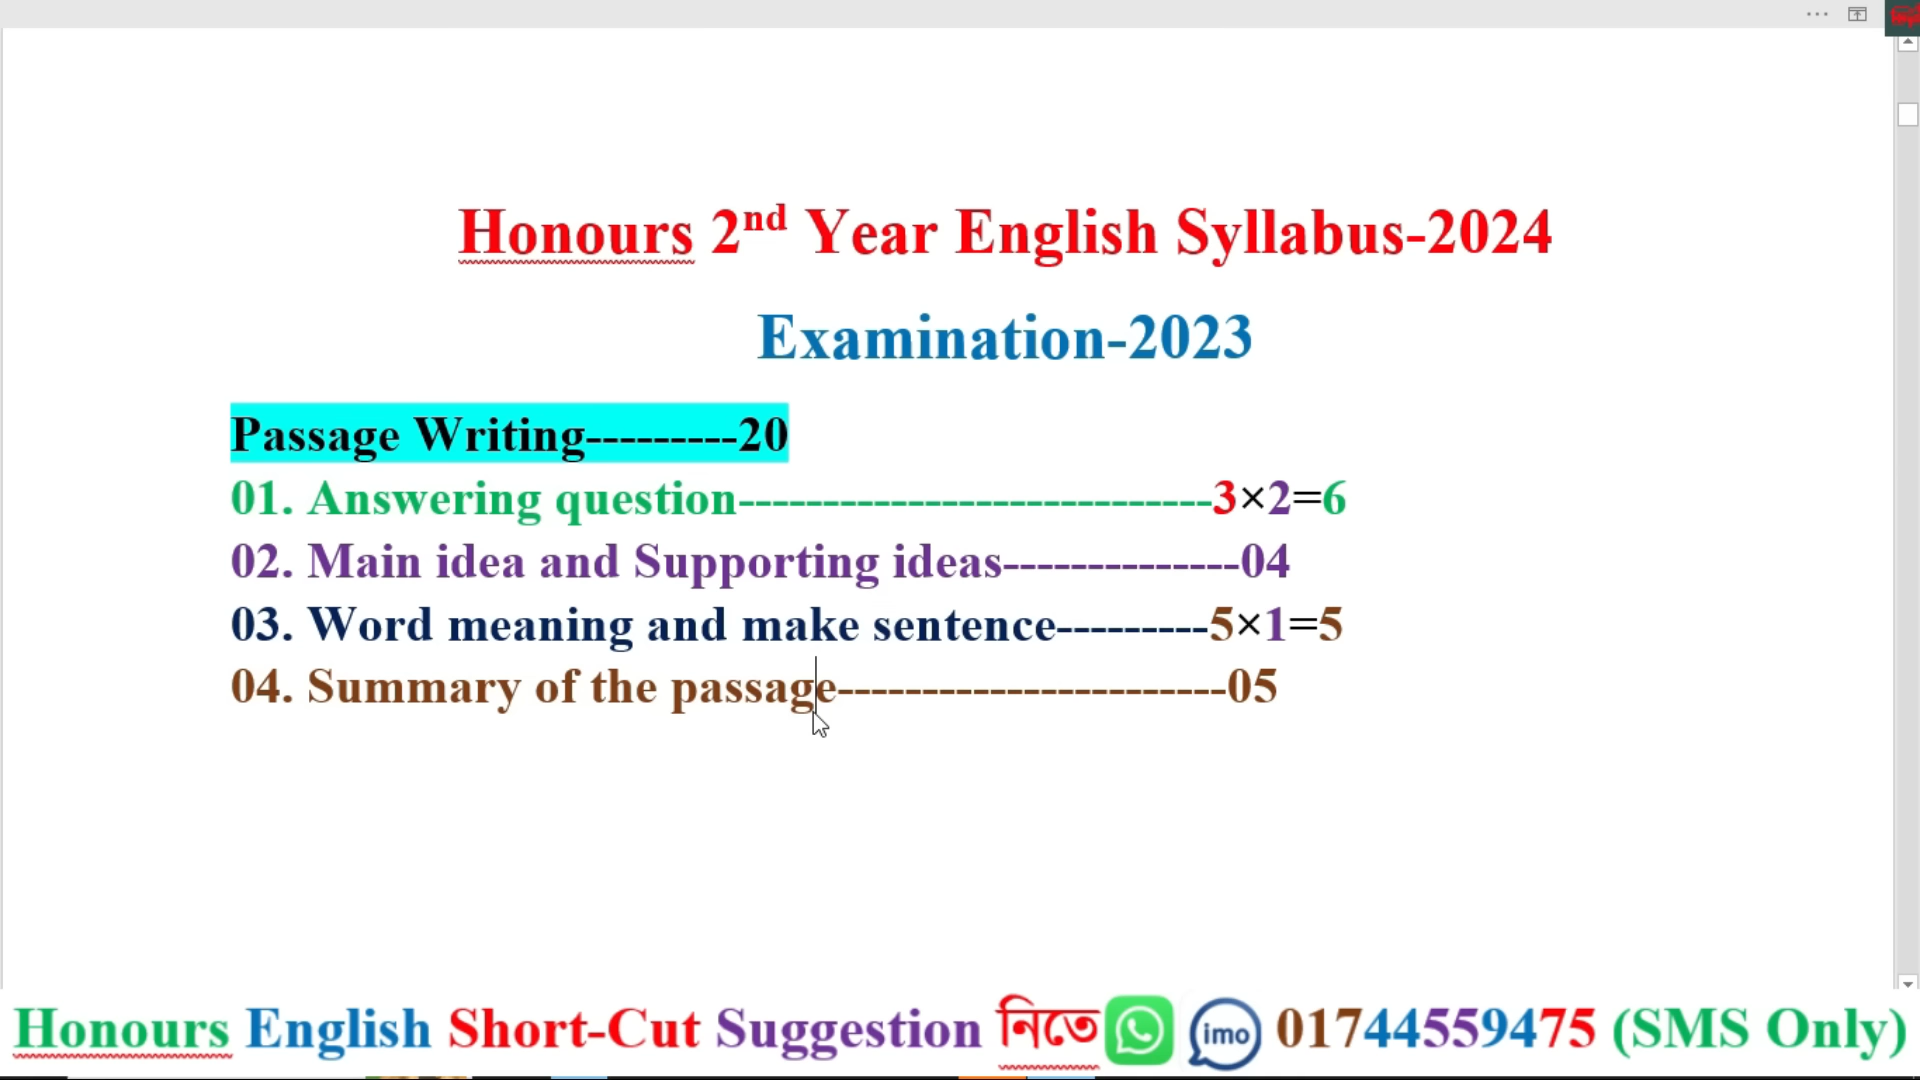 Honours 2nd Year English Syllabus-2024
Examination-2023
Passage Writing---------20
01. Answering question----------------------------3×2=6
02. Main idea and Supporting ideas--------------04
03. Word meaning and make sentence---------5×1=5
04. Summary of the passage-----------------------05
Honours English Short-Cut Suggestion নিতে imo 01744559475 (SMS Only)